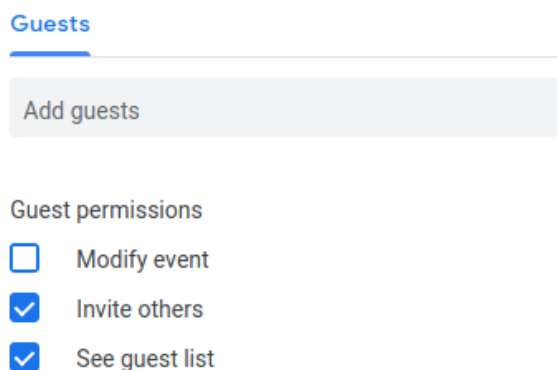 Guests
Add guests
Guest permissions
Modify event
Invite others
See guest list